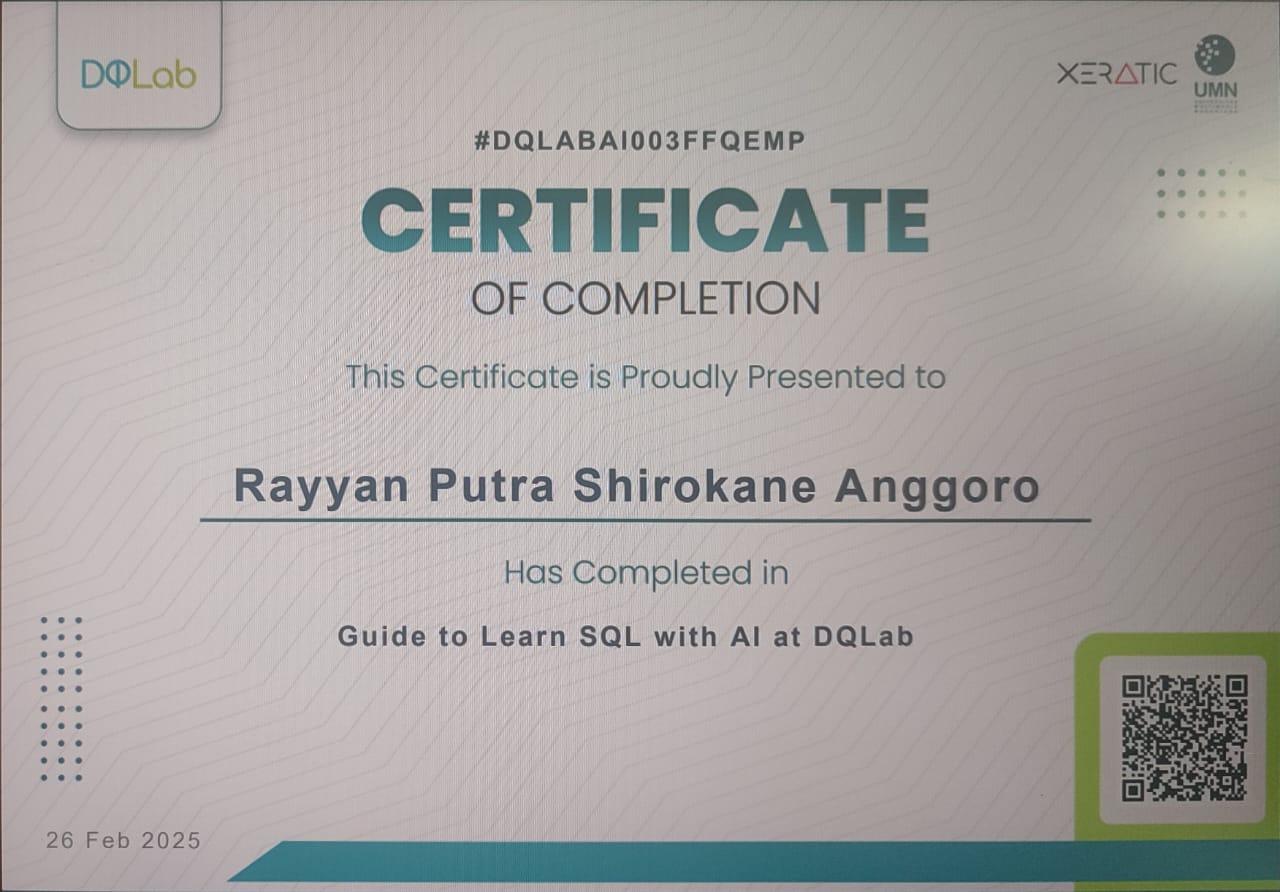 DQLab
XERATIC
UMN
#DQLABAI003FFQEMP
CERTIFICATE
OF COMPLETION
This Certificate is Proudly Presented to
Rayyan Putra Shirokane Anggoro
Has Completed in
Guide to Learn SQL with AI at DQLab
26 Feb 2025